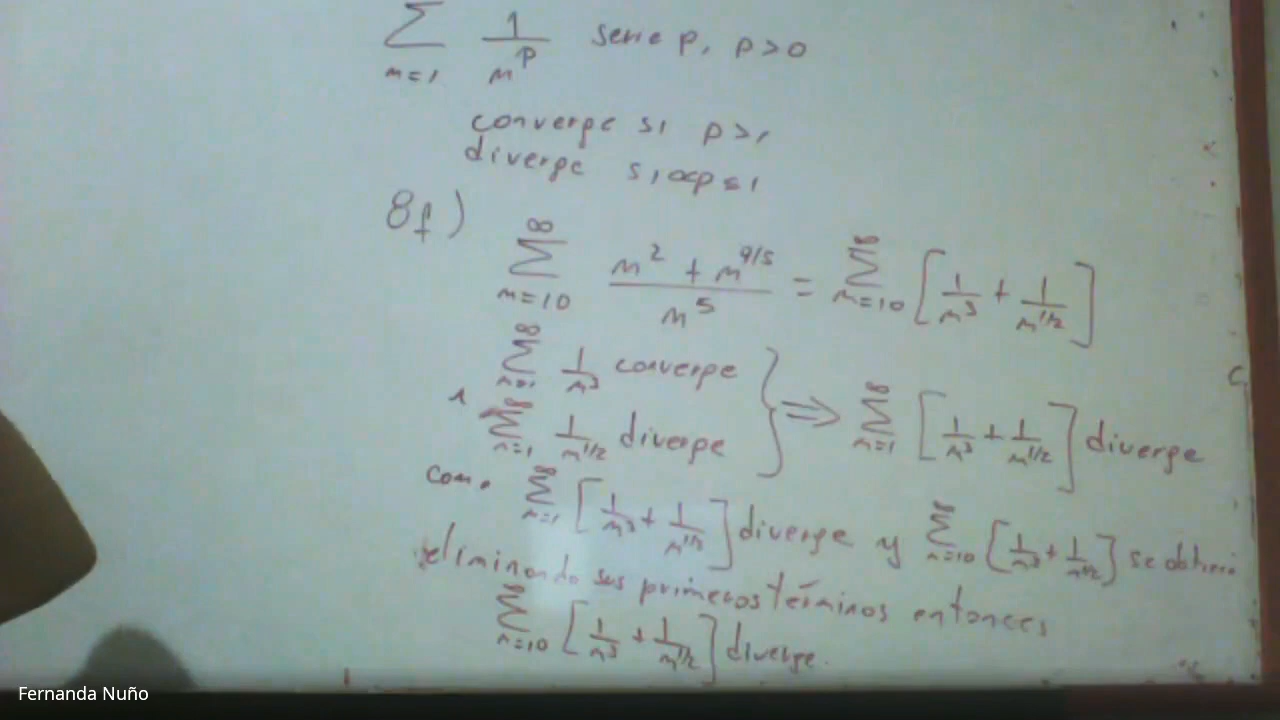 ∑ n=1 1/n^p serie p, p>0
converge si p>1
diverge si 0<p≤1
8f)
∑ n=10 ∞ (n^2 + n^9/5)/n^5 = ∑ n=10 ∞ [1/n^3 + 1/n^1/2]
∑ n=1 ∞ 1/n^3 converge
∑ n=1 ∞ 1/n^1/2 diverge } ⇒ ∑ n=1 ∞ [1/n^3 + 1/n^1/2] diverge
∑ n=1 ∞ [1/n^3 + 1/n^1/2] diverge y ∑ n=10 ∞ [1/n^3 + 1/n^1/2] se
eliminando sus primeros términos entonces
∑ n=10 ∞ [1/n^3 + 1/n^1/2] diverge.
Fernanda Nuño